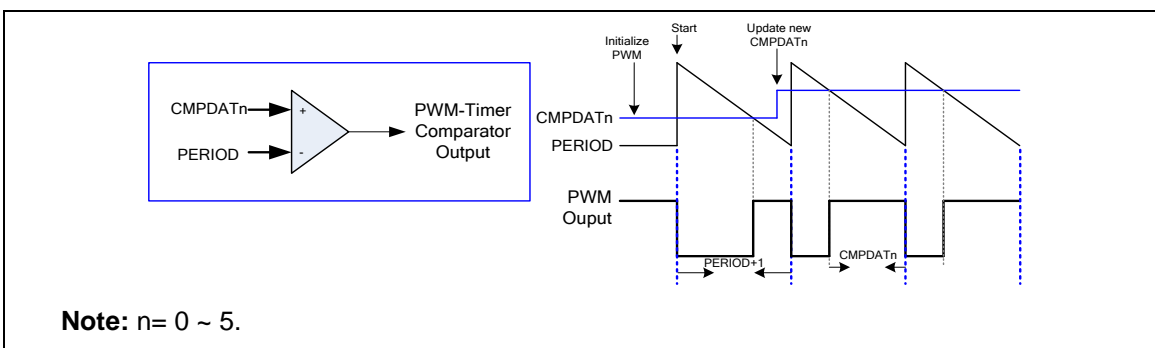 CMPDATn
+
PERIOD
-
PWM-Timer
Comparator
Output
Initialize
PWM
Start
Update new
CMPDATn
CMPDATn
PERIOD
PWM
Ouput
PERIOD+1
CMPDATn
Note: n= 0 ~ 5.